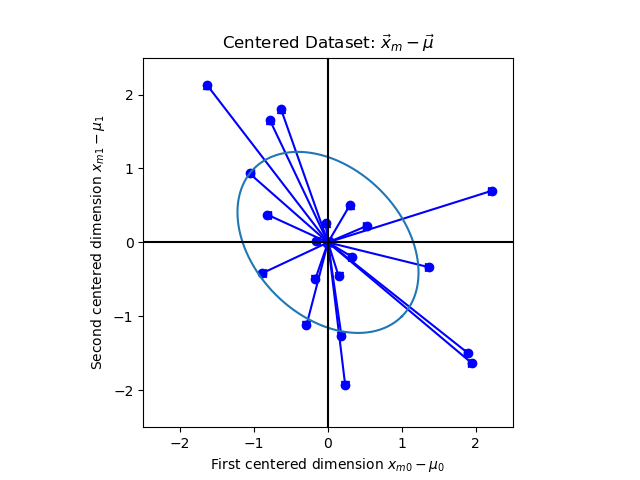 Centered Dataset: $\vec{x}_m - \vec{\mu}$
Second centered dimension $x_{m1} - \mu_1$
2
1
0
−1
−2
−2 −1 0 1 2
First centered dimension $x_{m0} - \mu_0$